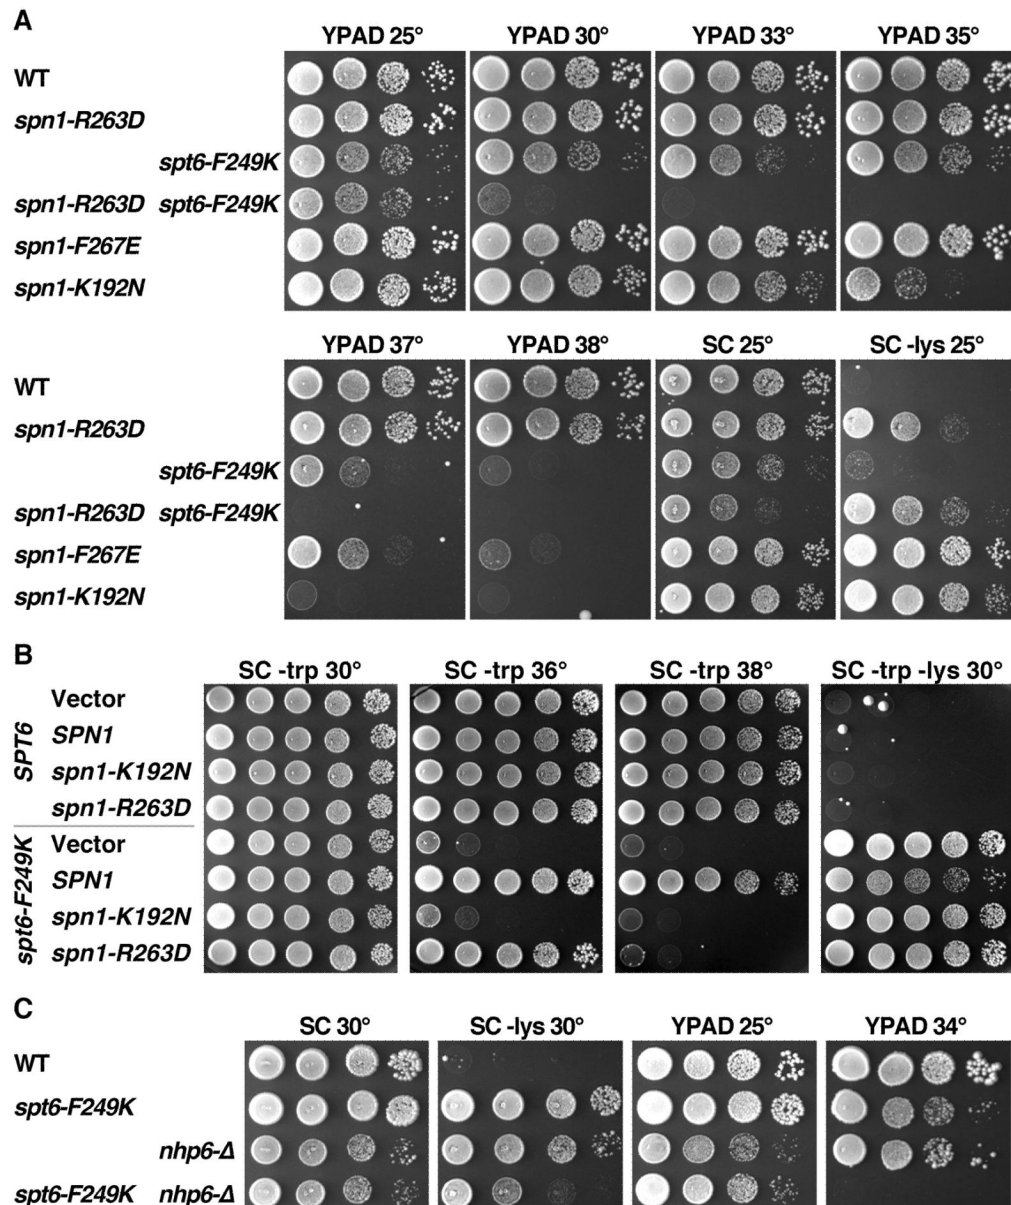 A
YPAD 25° YPAD 30° YPAD 33° YPAD 35°
WT
spn1-R263D
spt6-F249K
spn1-R263D spt6-F249K
spn1-F267E
spn1-K192N
YPAD 37° YPAD 38° SC 25° SC -lys 25°
WT
spn1-R263D
spt6-F249K
spn1-R263D spt6-F249K
spn1-F267E
spn1-K192N
B
SC -trp 30° SC -trp 36° SC -trp 38° SC -trp -lys 30°
SPT6
Vector
SPN1
spn1-K192N
spn1-R263D
spt6-F249K
Vector
SPN1
spn1-K192N
spn1-R263D
C
SC 30° SC -lys 30° YPAD 25° YPAD 34°
WT
spt6-F249K
nhp6-Δ
spt6-F249K nhp6-Δ